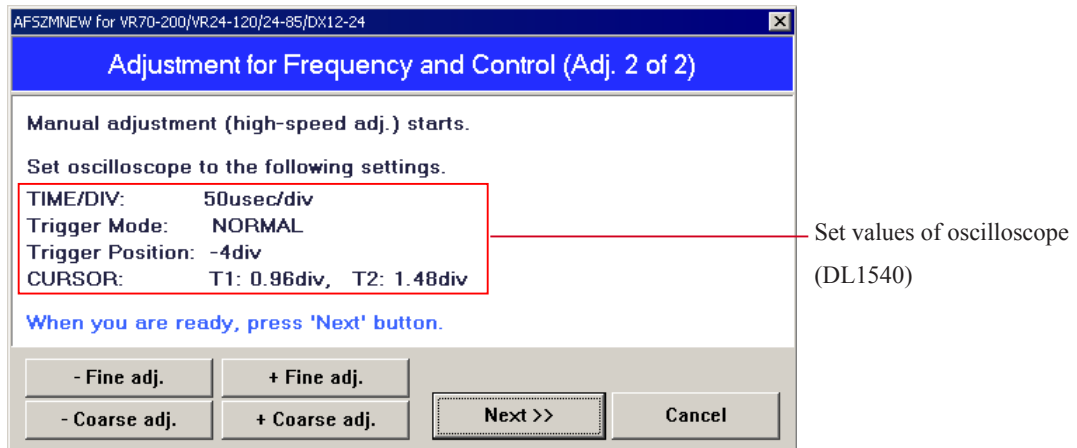 AFSZMNEW for VR70-200/VR24-120/24-85/DX12-24
Adjustment for Frequency and Control (Adj. 2 of 2)
Manual adjustment (high-speed adj.) starts.
Set oscilloscope to the following settings.
TIME/DIV: 50usec/div
Trigger Mode: NORMAL
Trigger Position: -4div
CURSOR: T1: 0.96div, T2: 1.48div
When you are ready, press 'Next' button.
- Fine adj. + Fine adj.
- Coarse adj. + Coarse adj. Next >> Cancel
Set values of oscilloscope
(DL1540)